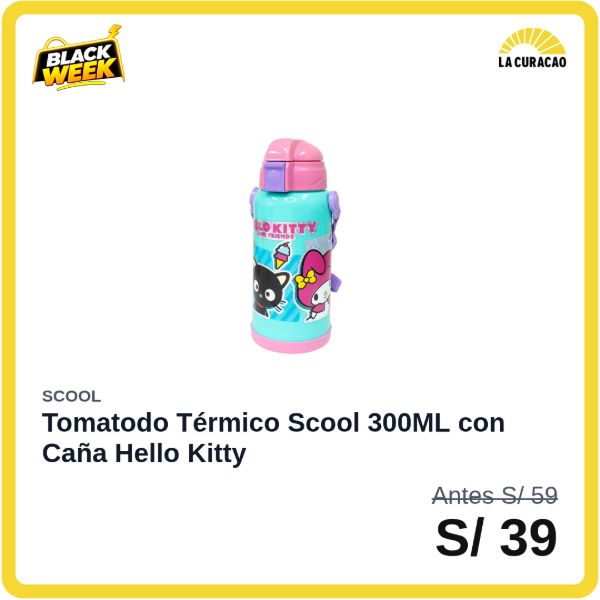 BLACK
WEEK
LA CURACAO
LLO KITTY
AND FRIENDS
SCOOL
Tomatodo Térmico Scool 300ML con
Caña Hello Kitty
Antes S/ 59
S/ 39